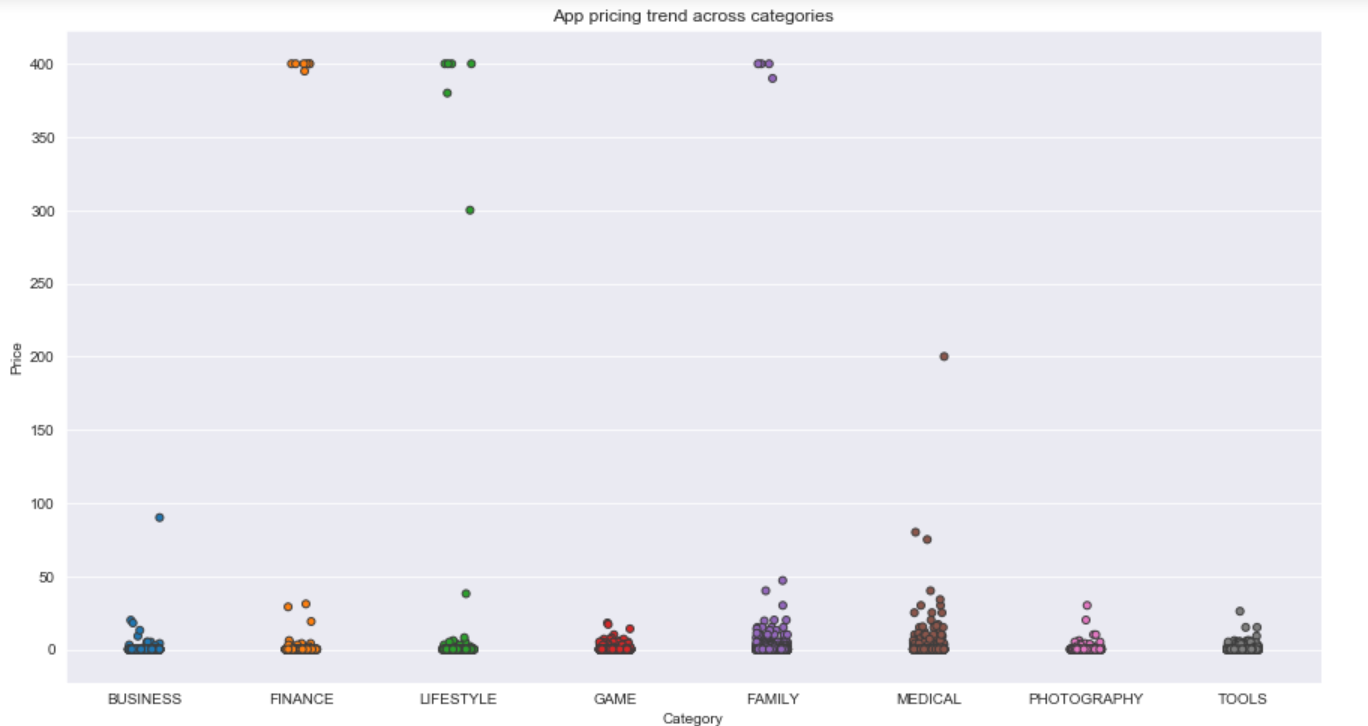 App pricing trend across categories
400
350
300
250
200
150
100
50
0
Price
BUSINESS FINANCE LIFESTYLE GAME FAMILY MEDICAL PHOTOGRAPHY TOOLS
Category